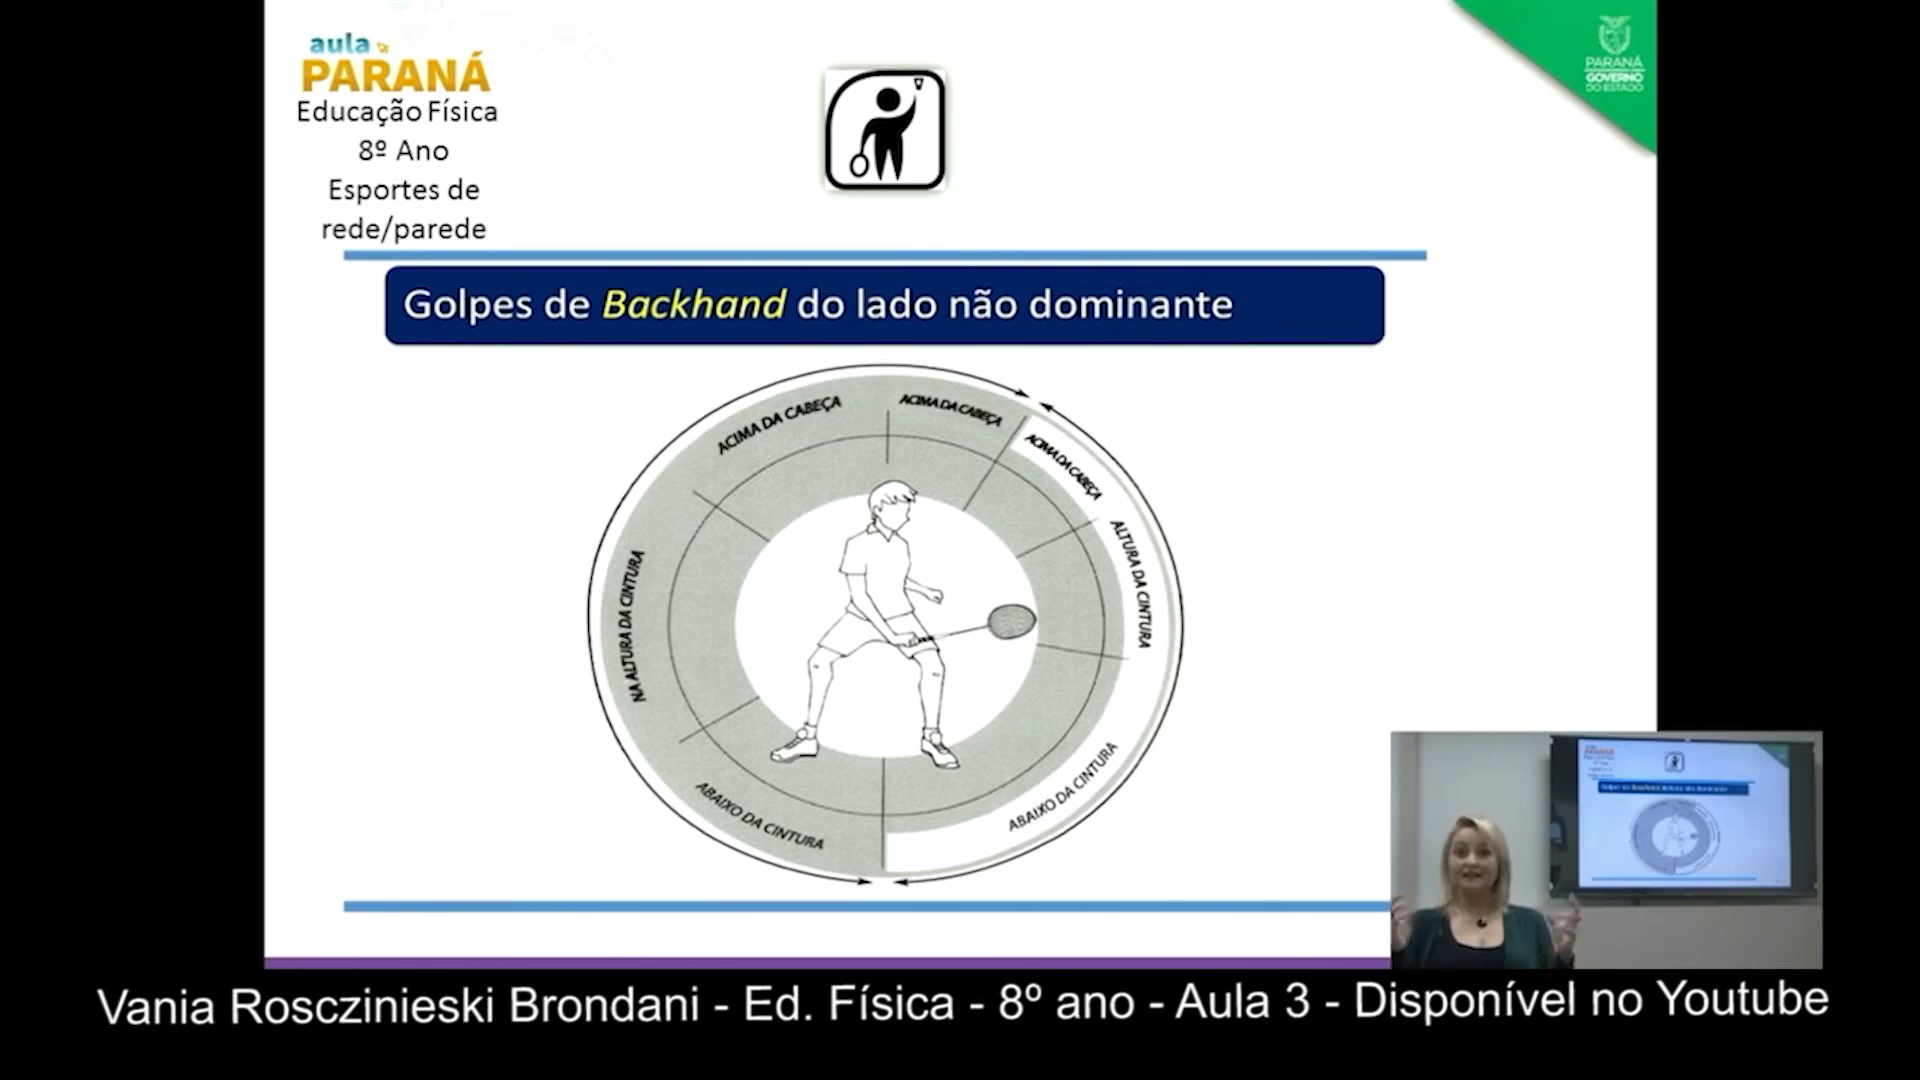 aula
PARANÁ
Educação Física
8º Ano
Esportes de
rede/parede
PARANÁ
GOVERNO
DO ESTADO
Golpes de Backhand do lado não dominante
ACIMA DA CABEÇA
ACIMA DA CABEÇA
ACIMA DA CABEÇA
ALTURA DA CINTURA
NA ALTURA DA CINTURA
ABAIXO DA CINTURA
ABAIXO DA CINTURA
Vania Rosczinieski Brondani - Ed. Física - 8º ano - Aula 3 - Disponível no Youtube